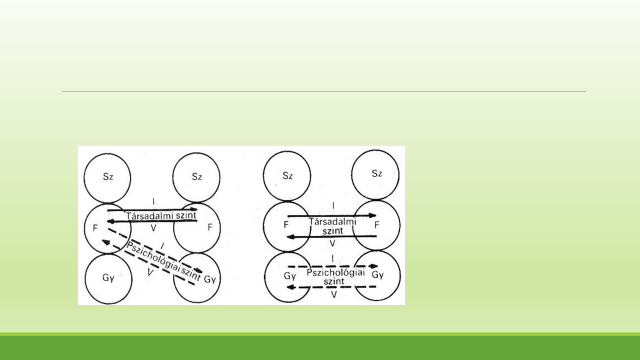 Sz
Sz
I
Társadalmi szint
V
F
F
I
Pszichológiai szint
V
Gy
Gy
Sz
Sz
I
F
Társadalmi
szint
F
V
I
Gy
Pszichológiai
szint
Gy
V